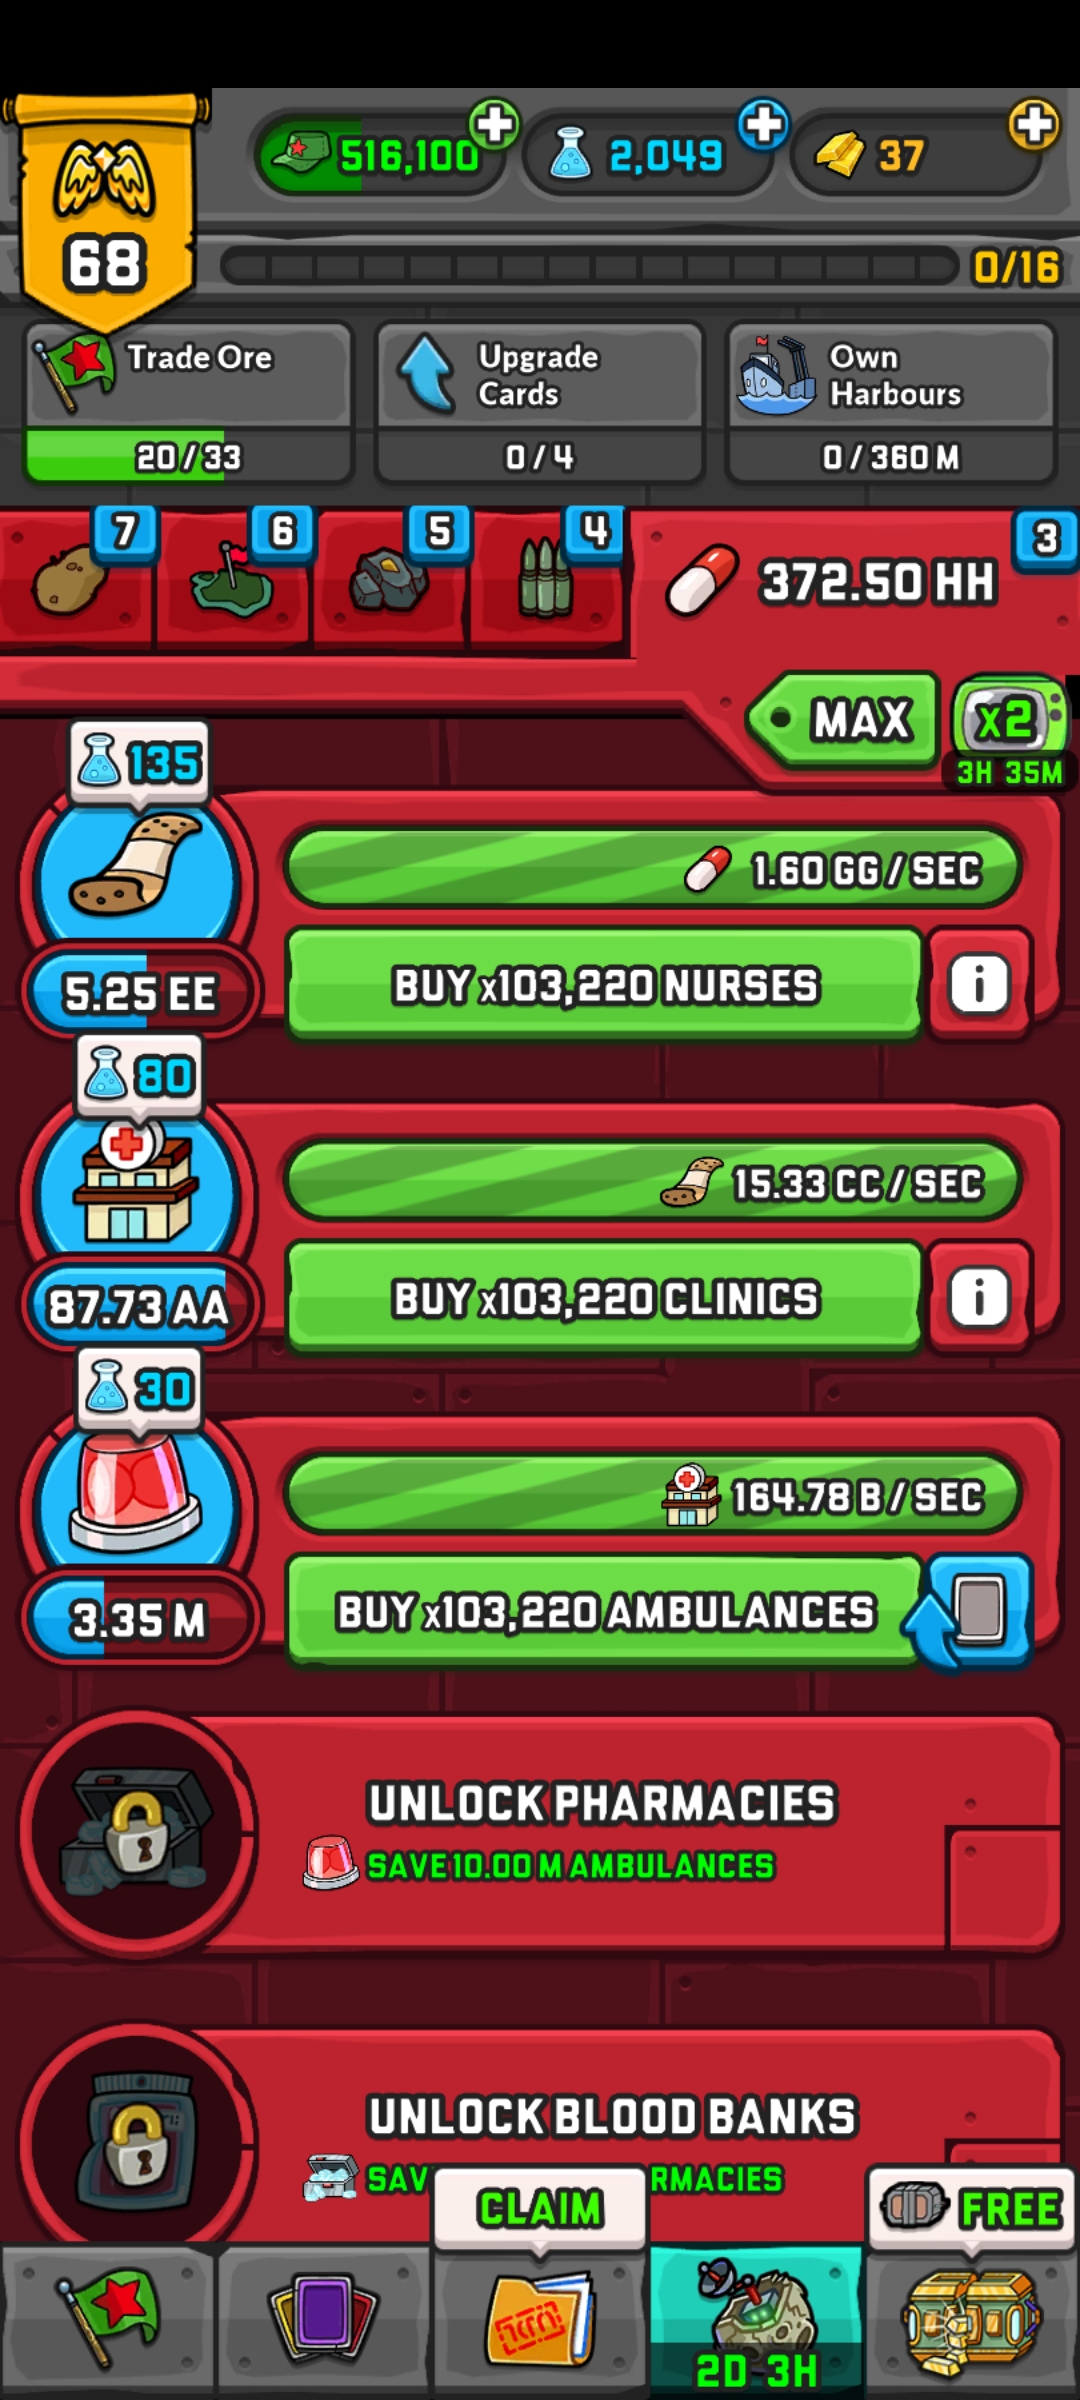 516,100
2,049
37
68
0/16
Trade Ore
20/33
Upgrade
Cards
0/4
Own
Harbours
0/360 M
7
6
5
4
3
372.50 HH
MAX
x2
3H 35M
135
1.60 GG/SEC
5.25 EE
BUY x103,220 NURSES
i
80
15.33 CC/SEC
87.73 AA
BUY x103,220 CLINICS
i
30
164.78 B/SEC
3.35 M
BUY x103,220 AMBULANCES
UNLOCK PHARMACIES
SAVE 10.00 M AMBULANCES
UNLOCK BLOOD BANKS
CLAIM
FREE
2D 3H